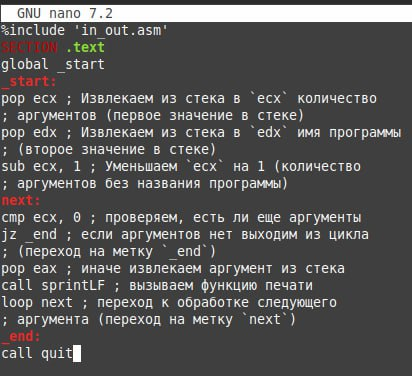 GNU nano 7.2
%include 'in_out.asm'
SECTION .text
global _start
_start:
pop ecx ; Извлекаем из стека в `ecx` количество
; аргументов (первое значение в стеке)
pop edx ; Извлекаем из стека в `edx` имя программы
; (второе значение в стеке)
sub ecx, 1 ; Уменьшаем `ecx` на 1 (количество
; аргументов без названия программы)
next:
cmp ecx, 0 ; проверяем, есть ли еще аргументы
jz _end ; если аргументов нет выходим из цикла
; (переход на метку `_end`)
pop eax ; иначе извлекаем аргумент из стека
call sprintLF ; вызываем функцию печати
loop next ; переход к обработке следующего
; аргумента (переход на метку `next`)
_end:
call quit